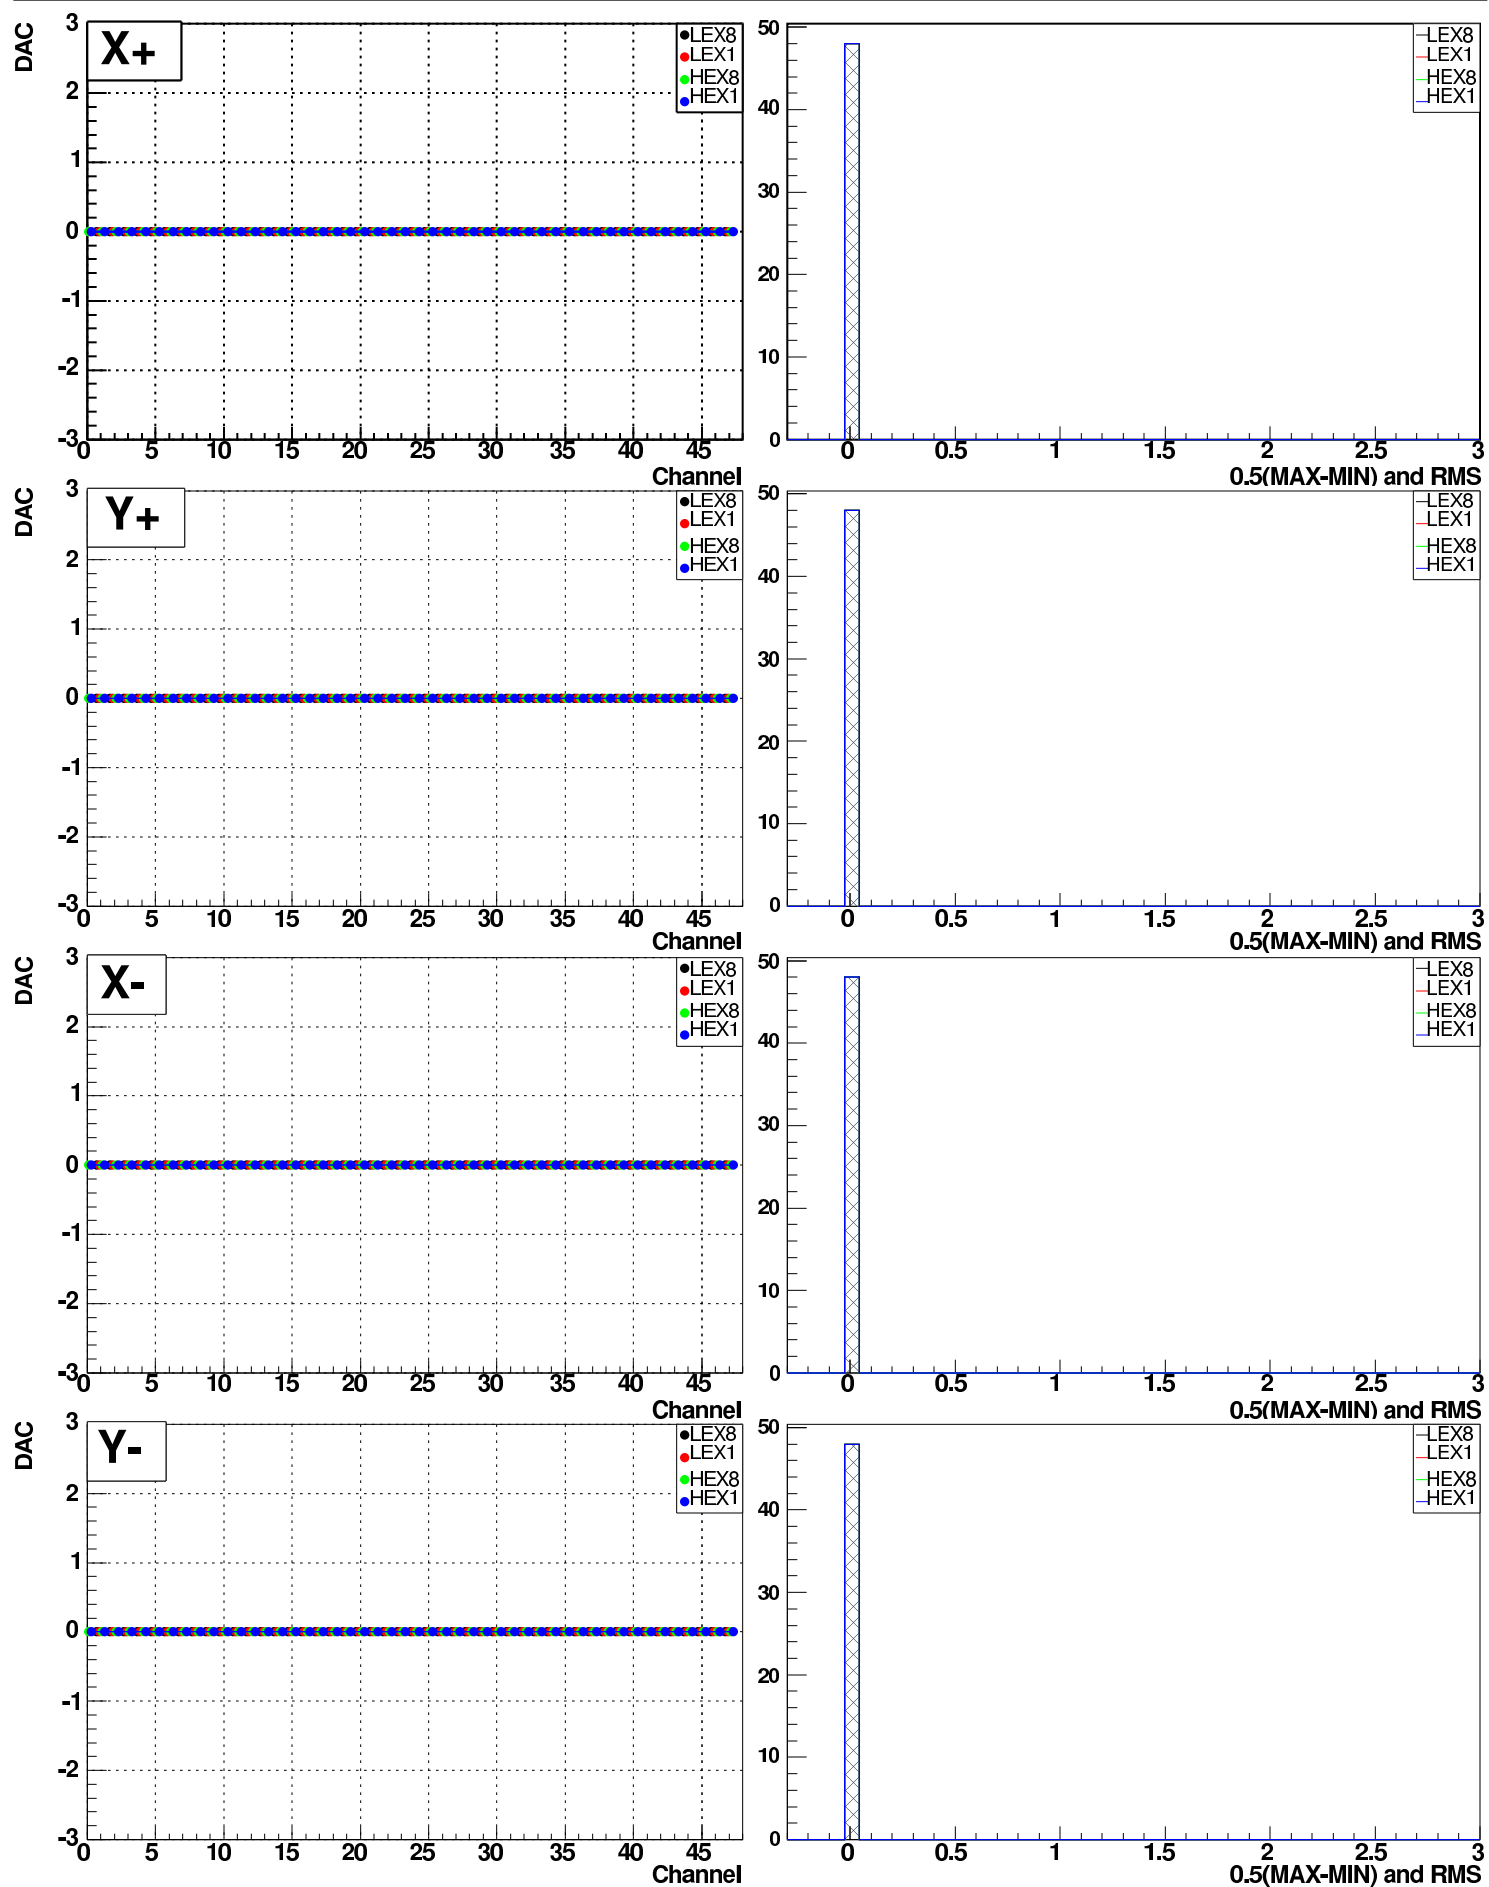 DAC
3
2
1
0
-1
-2
-3
X+
LEX8
LEX1
HEX8
HEX1
0 5 10 15 20 25 30 35 40 45
Channel
50
40
30
20
10
0
LEX8
LEX1
HEX8
HEX1
0 0.5 1 1.5 2 2.5 3
0.5(MAX-MIN) and RMS
DAC
3
2
1
0
-1
-2
-3
Y+
LEX8
LEX1
HEX8
HEX1
0 5 10 15 20 25 30 35 40 45
Channel
50
40
30
20
10
0
LEX8
LEX1
HEX8
HEX1
0 0.5 1 1.5 2 2.5 3
0.5(MAX-MIN) and RMS
DAC
3
2
1
0
-1
-2
-3
X-
LEX8
LEX1
HEX8
HEX1
0 5 10 15 20 25 30 35 40 45
Channel
50
40
30
20
10
0
LEX8
LEX1
HEX8
HEX1
0 0.5 1 1.5 2 2.5 3
0.5(MAX-MIN) and RMS
DAC
3
2
1
0
-1
-2
-3
Y-
LEX8
LEX1
HEX8
HEX1
0 5 10 15 20 25 30 35 40 45
Channel
50
40
30
20
10
0
LEX8
LEX1
HEX8
HEX1
0 0.5 1 1.5 2 2.5 3
0.5(MAX-MIN) and RMS